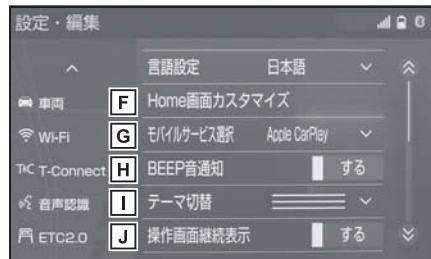 設定・編集
言語設定 日本語
車両 F Home画面カスタマイズ
Wi-Fi G モバイルサービス選択 Apple CarPlay
T-Connect H BEEP音通知 する
音声認識 I テーマ切替
ETC2.0 J 操作画面継続表示 する